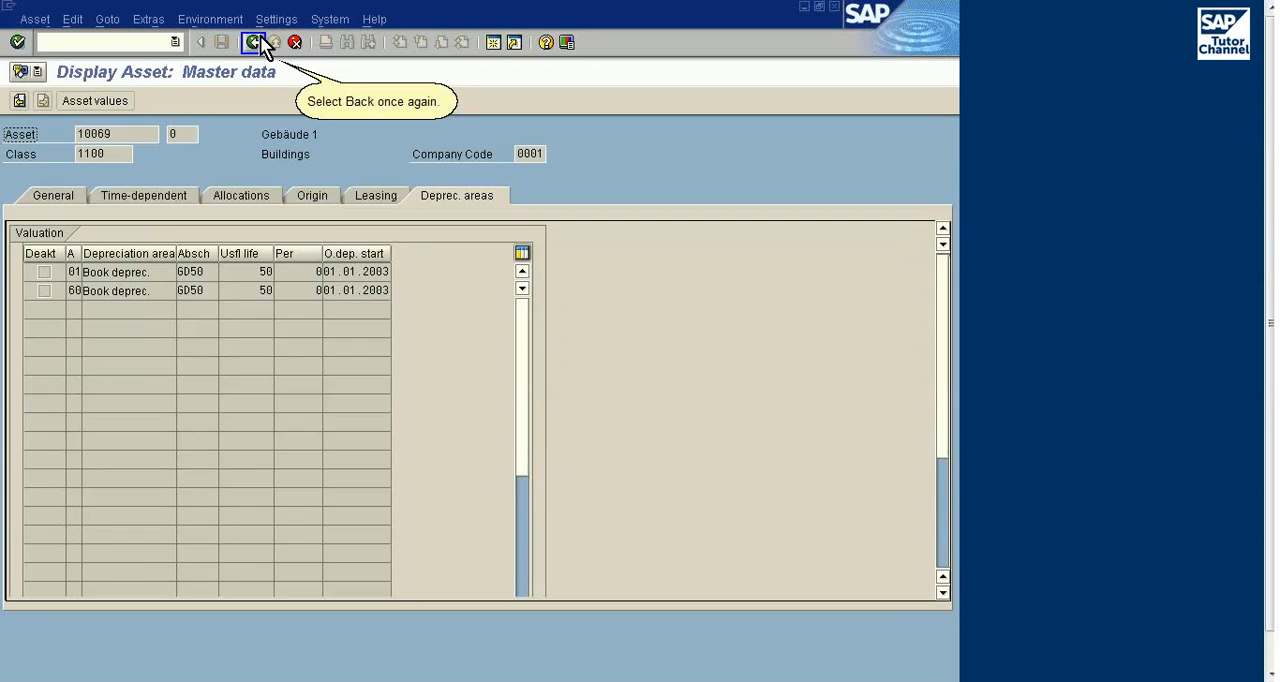 Asset Edit Goto Extras Environment Settings System Help
SAP
SAP
Tutor
Channel
Display Asset: Master data
Select Back once again.
Asset values
Asset 10069 0 Gebäude 1
Class 1100 Buildings Company Code 0001
General Time-dependent Allocations Origin Leasing Deprec. areas
Valuation
Deakt A Depreciation area Absch Usfl life Per O.dep. start
01 Book deprec. GD50 50 0 01.01.2003
60 Book deprec. GD50 50 0 01.01.2003